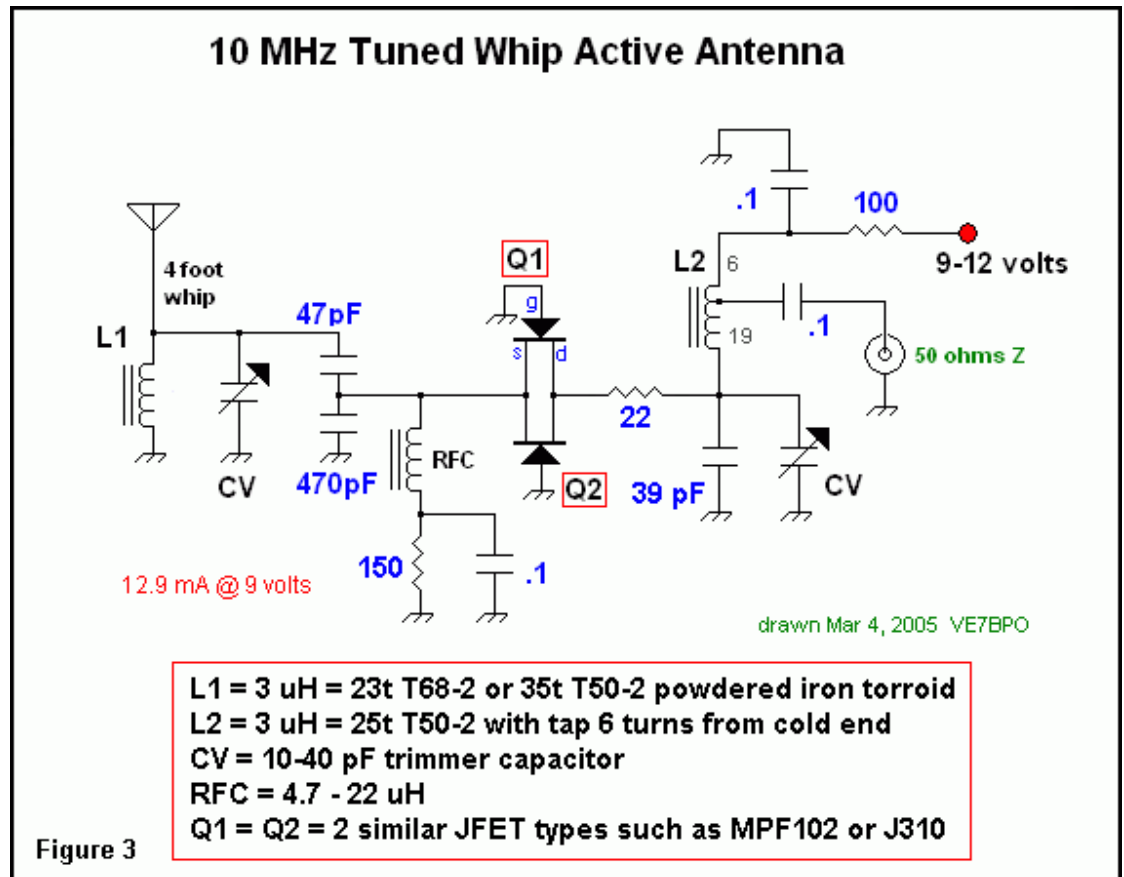 10 MHz Tuned Whip Active Antenna
.1
100
9-12 volts
L2
6
19
.1
50 ohms Z
4 foot
whip
L1
47pF
Q1
g
s
d
22
CV
470pF
RFC
Q2
39 pF
CV
150
.1
12.9 mA @ 9 volts
drawn Mar 4, 2005 VE7BPO
L1 = 3 uH = 23t T68-2 or 35t T50-2 powdered iron torroid
L2 = 3 uH = 25t T50-2 with tap 6 turns from cold end
CV = 10-40 pF trimmer capacitor
RFC = 4.7 - 22 uH
Q1 = Q2 = 2 similar JFET types such as MPF102 or J310
Figure 3